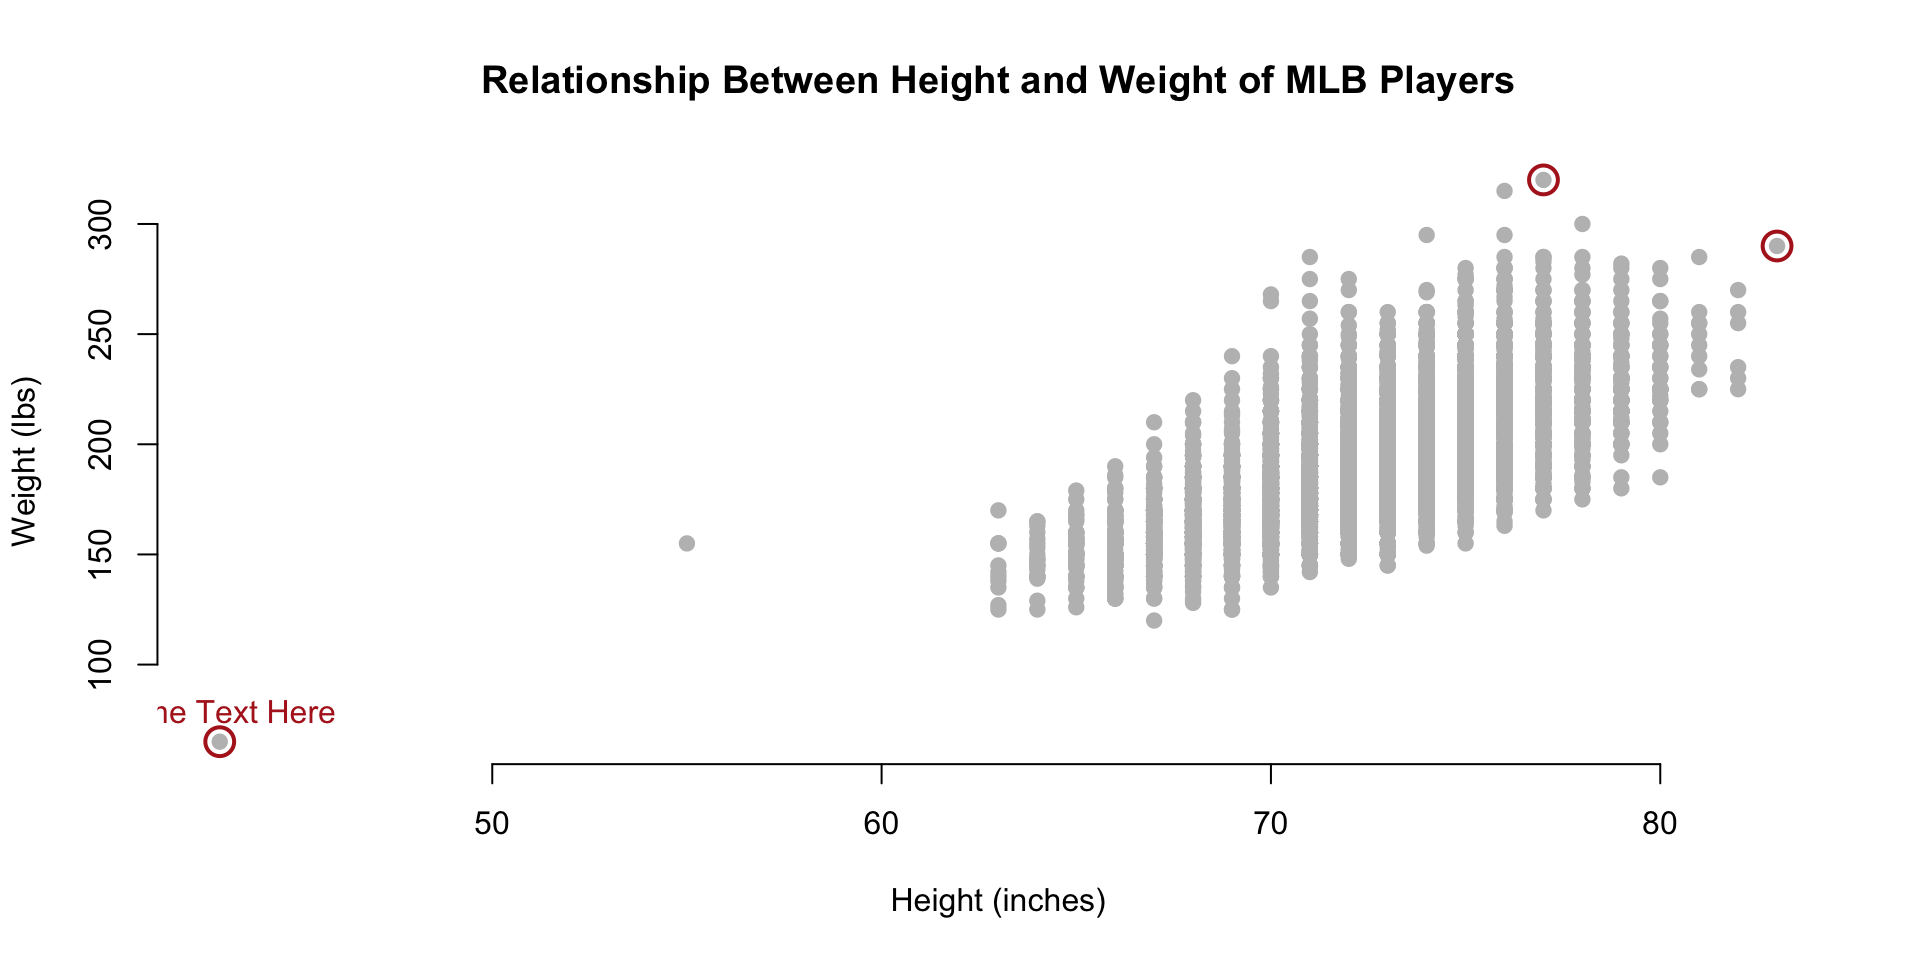 Relationship Between Height and Weight of MLB Players
Weight (lbs)
300
250
200
150
100
Text Here
50 60 70 80
Height (inches)